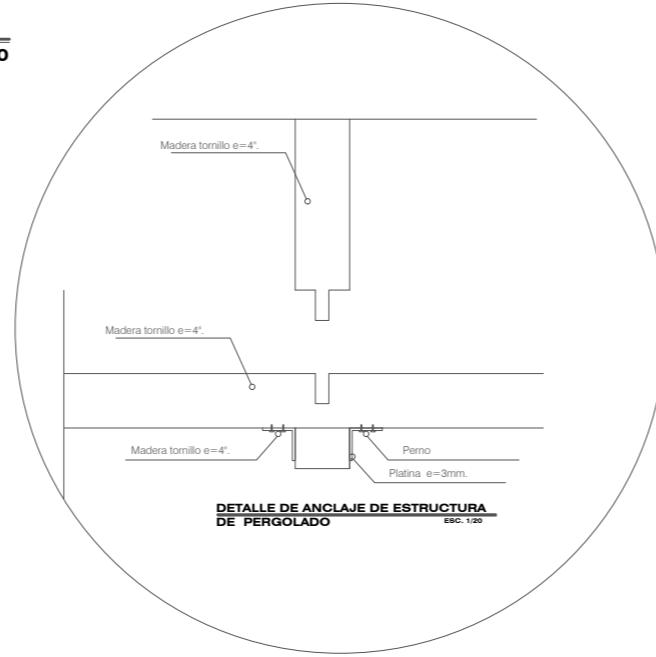 O
Madera tornillo e=4".
Madera tornillo e=4".
Madera tornillo e=4".
Perno
Platina e=3mm.
DETALLE DE ANCLAJE DE ESTRUCTURA
DE PERGOLADO
ESC. 1/20